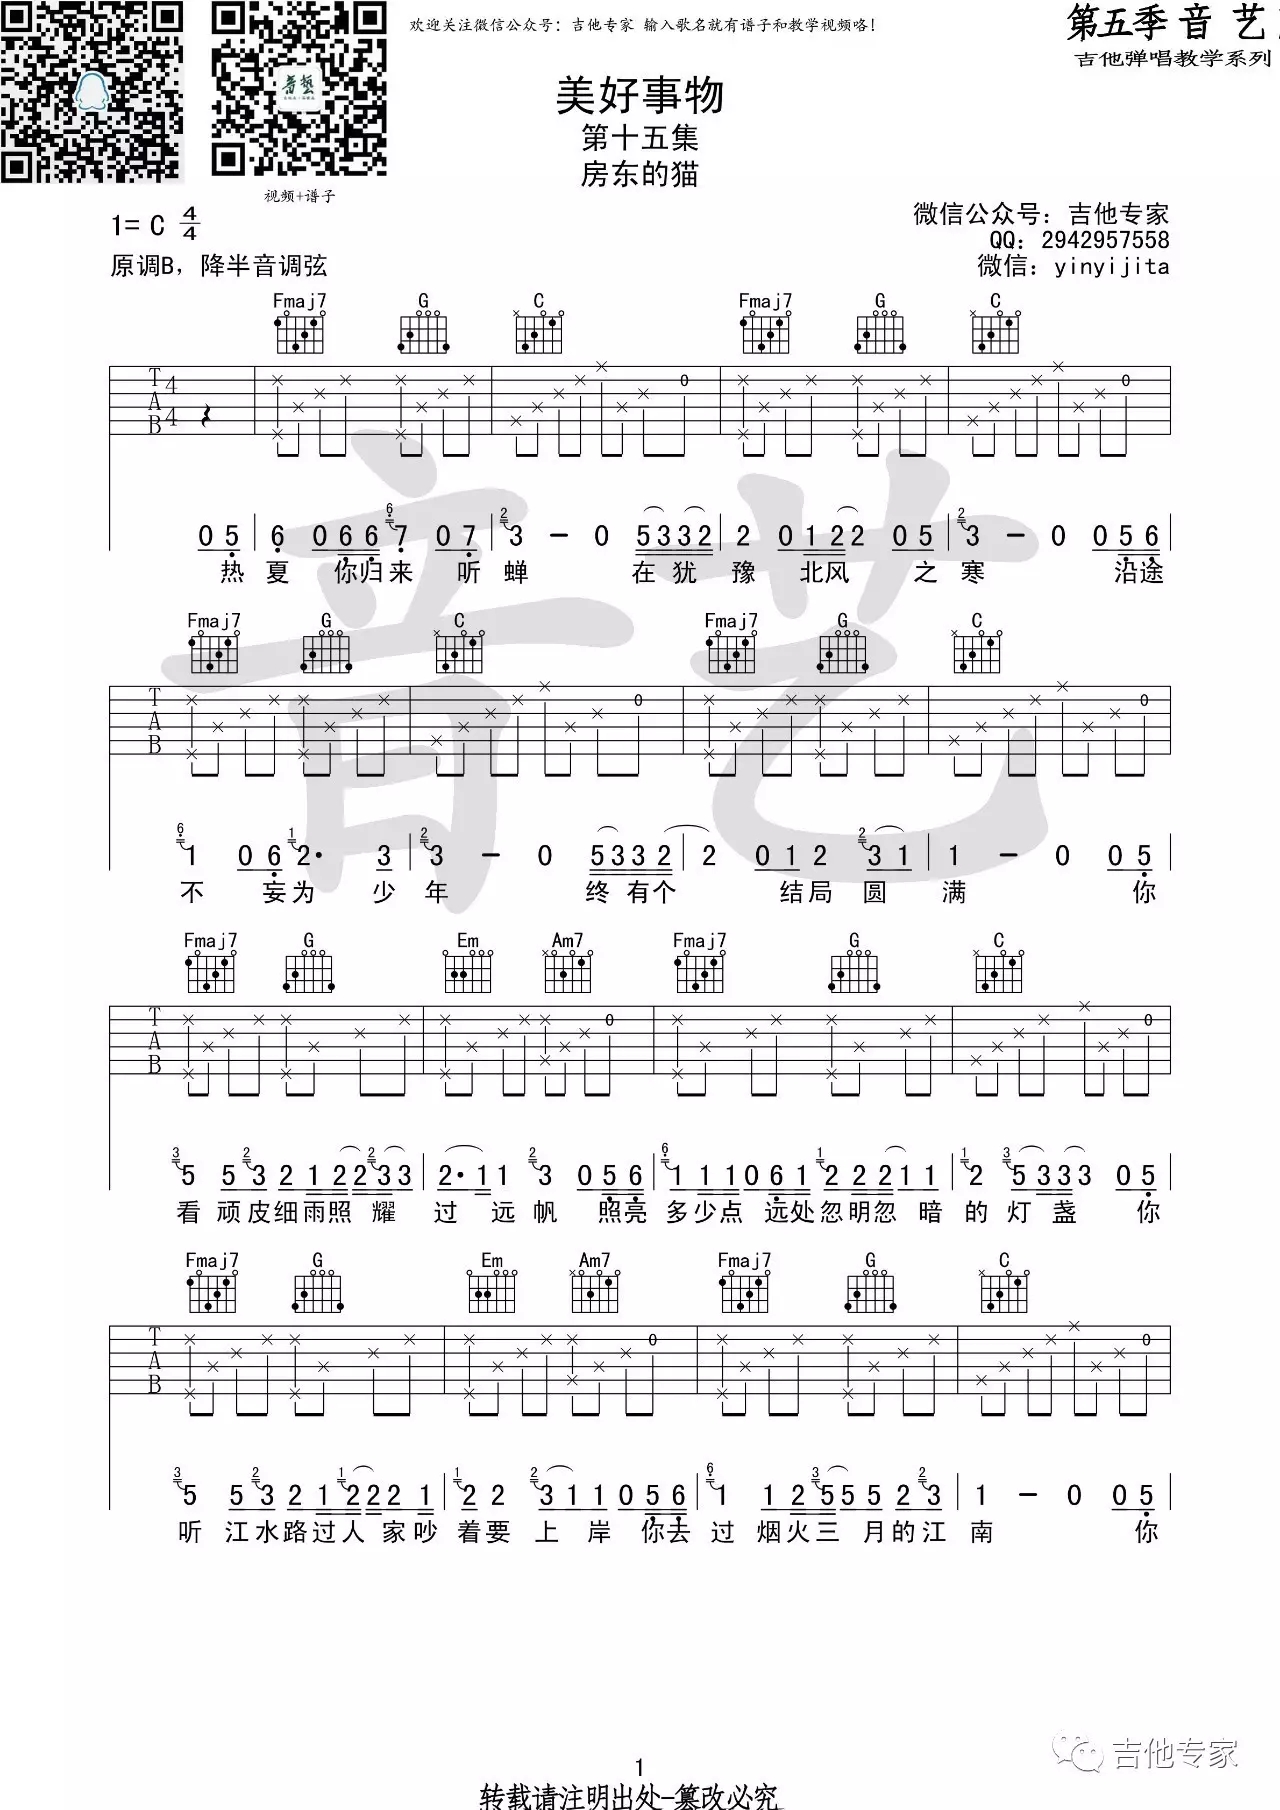 欢迎关注微信公众号：吉他专家 输入歌名就有谱子和教学视频咯！
第五季 音 艺
吉他弹唱教学系列
美好事物
第十五集
房东的猫
视频+谱子
1= C 4/4
原调B，降半音调弦
微信公众号：吉他专家
QQ：2942957558
微信：yinyijita
Fmaj7 G C Fmaj7 G C
T A B 4 4 0 0
0 5 6 0 6 6 7 0 7 3 - 0 5 3 3 2 2 0 1 2 2 0 5 3 - 0 0 5 6
热 夏 你归来 听 蝉 在 犹 豫 北风 之 寒 沿途
Fmaj7 G C Fmaj7 G C
T A B 0 0
1 0 6 2· 3 3 - 0 5 3 3 2 2 0 1 2 3 1 1 - 0 0 5
不 妄为 少 年 终 有个 结局 圆 满 你
Fmaj7 G Em Am7 Fmaj7 G C
T A B 0 0
5 5 3 2 1 2 2 3 3 2· 1 1 3 0 5 6 1 1 1 0 6 1 2 2 2 1 1 2 5 3 3 3 0 5
看 顽皮细雨照 耀 过 远 帆 照亮 多少点 远处忽明忽 暗 的 灯 盏 你
Fmaj7 G Em Am7 Fmaj7 G C
T A B 0 0
5 5 3 2 1 2 2 2 1 2 2 3 1 1 0 5 6 1 1 2 5 5 5 2 3 1 - 0 0 5
听 江水路过人 家吵 着要 上 岸 你去 过 烟火三 月的江 南 你
音艺
吉他专家
1
转载请注明出处-篡改必究